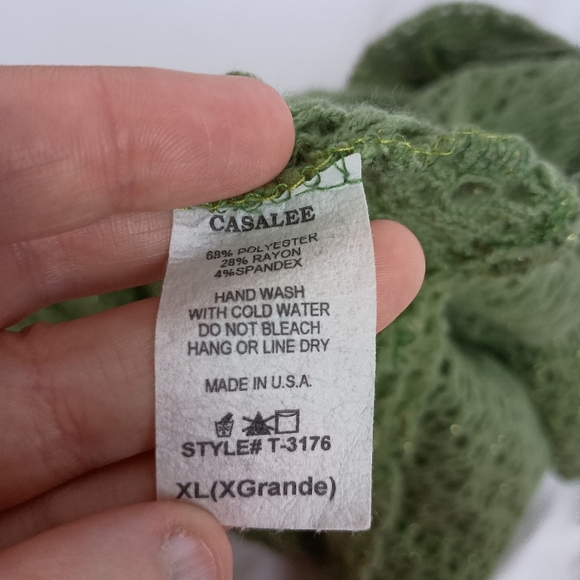 CASALEE
68% POLYESTER
28% RAYON
4%SPANDEX
HAND WASH
WITH COLD WATER
DO NOT BLEACH
HANG OR LINE DRY
MADE IN U.S.A.
STYLE# T-3176
XL(XGrande)